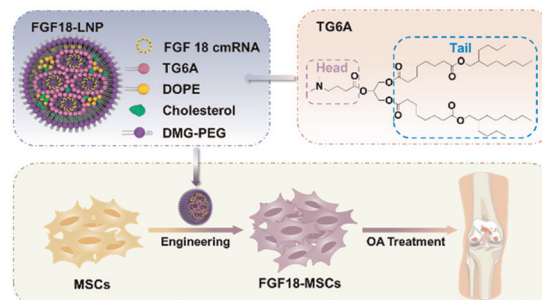 FGF18-LNP
FGF 18 cmRNA
TG6A
DOPE
Cholesterol
DMG-PEG
TG6A
Head
Tail
N
O
O
O
O
O
O
O
O
O
O
MSCs
Engineering
FGF18-MSCs
OA Treatment